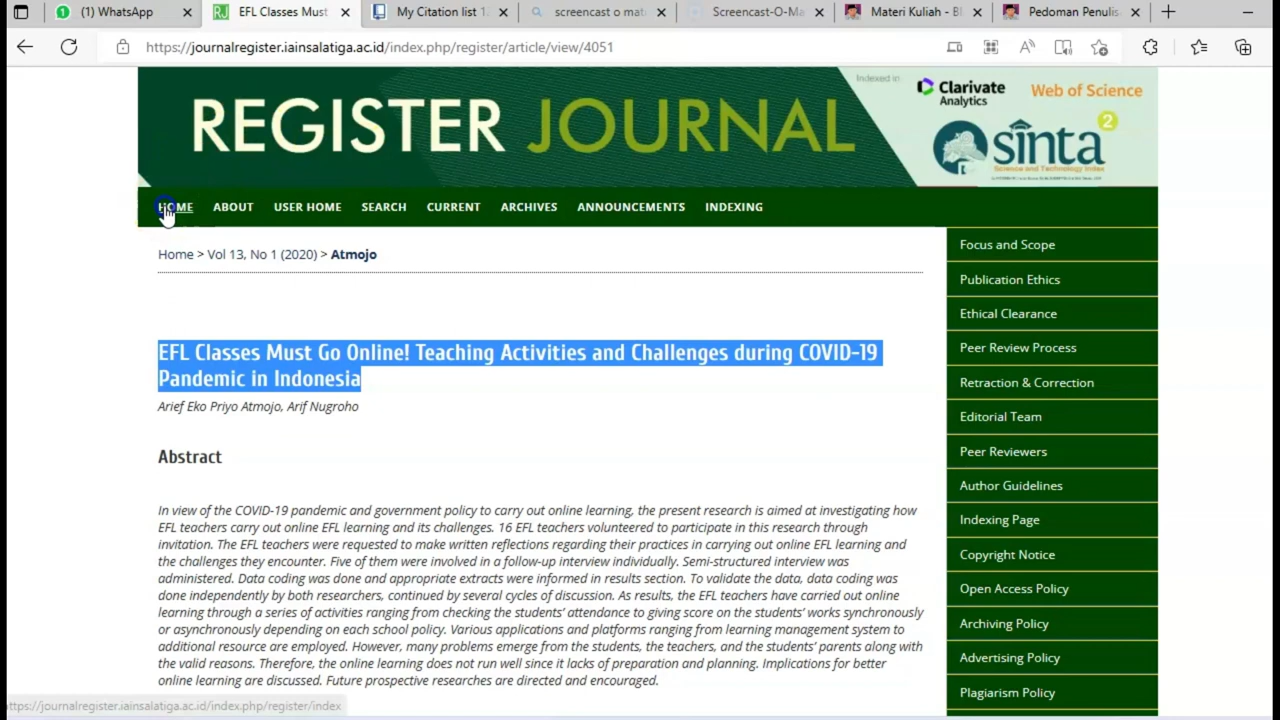 (1) WhatsApp
EFL Classes Must
My Citation list 1
screencast o mat
Screencast-O-Ma
Materi Kuliah - Bl
Pedoman Penulis
https://journalregister.iainsalatiga.ac.id/index.php/register/article/view/4051
REGISTER JOURNAL
Indexed in
Clarivate
Analytics
Web of Science
sinta 2
Science and Technology Index
HOME ABOUT USER HOME SEARCH CURRENT ARCHIVES ANNOUNCEMENTS INDEXING
Home > Vol 13, No 1 (2020) > Atmojo
EFL Classes Must Go Online! Teaching Activities and Challenges during COVID-19
Pandemic in Indonesia
Arief Eko Priyo Atmojo, Arif Nugroho
Abstract
In view of the COVID-19 pandemic and government policy to carry out online learning, the present research is aimed at investigating how
EFL teachers carry out online EFL learning and its challenges. 16 EFL teachers volunteered to participate in this research through
invitation. The EFL teachers were requested to make written reflections regarding their practices in carrying out online EFL learning and
the challenges they encounter. Five of them were involved in a follow-up interview individually. Semi-structured interview was
administered. Data coding was done and appropriate extracts were informed in results section. To validate the data, data coding was
done independently by both researchers, continued by several cycles of discussion. As results, the EFL teachers have carried out online
learning through a series of activities ranging from checking the students' attendance to giving score on the students' works synchronously
or asynchronously depending on each school policy. Various applications and platforms ranging from learning management system to
additional resource are employed. However, many problems emerge from the students, the teachers, and the students' parents along with
the valid reasons. Therefore, the online learning does not run well since it lacks of preparation and planning. Implications for better
online learning are discussed. Future prospective researches are directed and encouraged.
Focus and Scope
Publication Ethics
Ethical Clearance
Peer Review Process
Retraction & Correction
Editorial Team
Peer Reviewers
Author Guidelines
Indexing Page
Copyright Notice
Open Access Policy
Archiving Policy
Advertising Policy
Plagiarism Policy
ttps://journalregister.iainsalatiga.ac.id/index.php/register/index